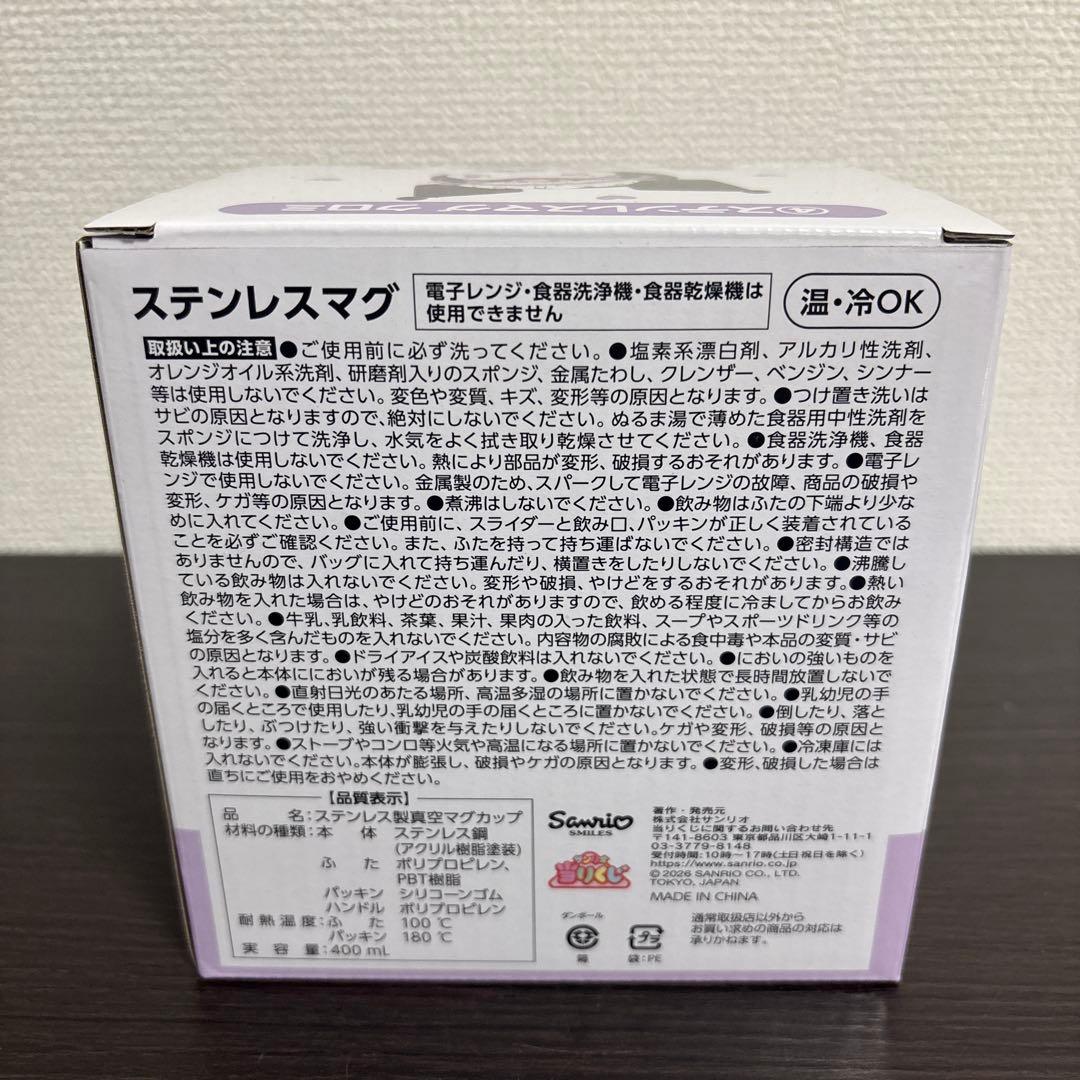 ④ステンレスマグ クロミ
ステンレスマグ
電子レンジ・食器洗浄機・食器乾燥機は
使用できません
温・冷OK
取扱い上の注意 ●ご使用前に必ず洗ってください。●塩素系漂白剤、アルカリ性洗剤、
オレンジオイル系洗剤、研磨剤入りのスポンジ、金属たわし、クレンザー、ベンジン、シンナー
等は使用しないでください。変色や変質、キズ、変形等の原因となります。●つけ置き洗いは
サビの原因となりますので、絶対にしないでください。ぬるま湯で薄めた食器用中性洗剤を
スポンジにつけて洗浄し、水気をよく拭き取り乾燥させてください。●食器洗浄機、食器
乾燥機は使用しないでください。熱により部品が変形、破損するおそれがあります。●電子レ
ンジで使用しないでください。金属製のため、スパークして電子レンジの故障、商品の破損や
変形、ケガ等の原因となります。●煮沸はしないでください。●飲み物はふたの下端より少な
めに入れてください。●ご使用前に、スライダーと飲み口、パッキンが正しく装着されている
ことを必ずご確認ください。また、ふたを持って持ち運ばないでください。●密封構造では
ありませんので、バッグに入れて持ち運んだり、横置きをしたりしないでください。●沸騰し
ている飲み物は入れないでください。変形や破損、やけどをするおそれがあります。●熱い
飲み物を入れた場合は、やけどのおそれがありますので、飲める程度に冷ましてからお飲み
ください。●牛乳、乳飲料、茶葉、果汁、果肉の入った飲料、スープやスポーツドリンク等の
塩分を多く含んだものを入れないでください。内容物の腐敗による食中毒や本品の変質・サビ
の原因となります。●ドライアイスや炭酸飲料は入れないでください。●においの強いものを
入れると本体ににおいが残る場合があります。●飲み物を入れた状態で長時間放置しないで
ください。●直射日光のあたる場所、高温多湿の場所に置かないでください。●乳幼児の手
の届くところで使用したり、乳幼児の手の届くところに置かないでください。●倒したり、落と
したり、ぶつけたり、強い衝撃を与えたりしないでください。ケガや変形、破損等の原因と
なります。●ストーブやコンロ等火気や高温になる場所に置かないでください。●冷凍庫には
入れないでください。本体が膨張し、破損やケガの原因となります。●変形、破損した場合は
直ちにご使用をおやめください。
【品質表示】
品 名:ステンレス製真空マグカップ
材料の種類:本 体 ステンレス鋼
(アクリル樹脂塗装)
ふ た ポリプロピレン、
PBT樹脂
パッキン シリコーンゴム
ハンドル ポリプロピレン
耐熱温度:ふ た 100℃
パッキン 180℃
実 容 量:400 mL
Sanrio
SMILES
サンリオ
当りくじ
著作・発売元
株式会社サンリオ
当りくじに関するお問い合わせ先
〒141-8603 東京都品川区大崎1-11-1
03-3779-8148
受付時間:10時〜17時(土日祝日を除く)
https://www.sanrio.co.jp
© 2026 SANRIO CO., LTD.
TOKYO, JAPAN
MADE IN CHINA
ダンボール
箱
プラ
袋:PE
通常取扱店以外から
お買い求めの商品の対応は
承りかねます。